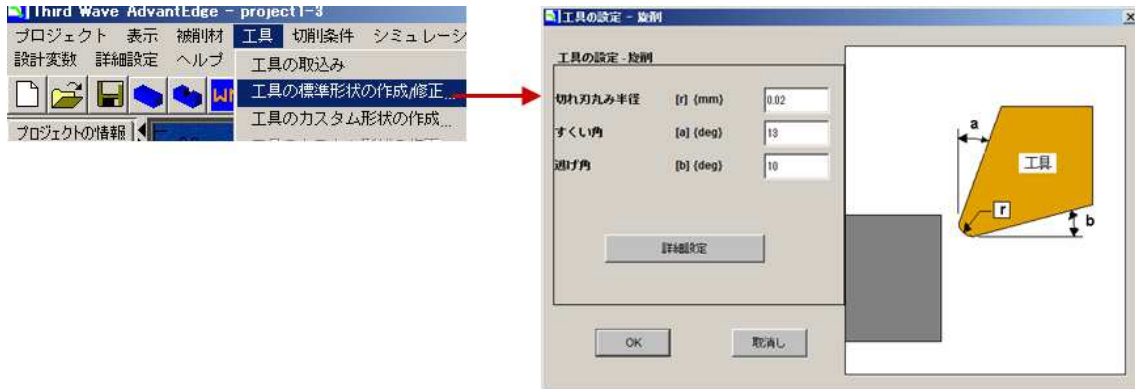 Third Wave AdvantEdge - project1-3
プロジェクト 表示 被削材 工具 切削条件 シミュレーシ
設計変数 詳細設定 ヘルプ
工具の取込み
工具の標準形状の作成/修正...
工具のカスタム形状の作成...
プロジェクトの情報
工具の設定 - 旋削
工具の設定 - 旋削
切れ刃丸み半径 [r] (mm) 0.02
すくい角 [a] (deg) 13
逃げ角 [b] (deg) 10
詳細設定
OK 取消し
a
工具
r
b